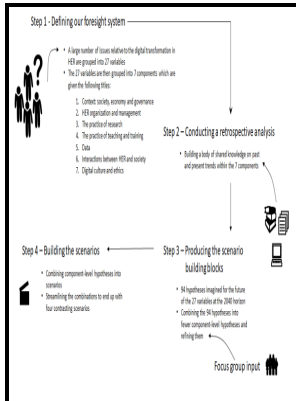 Step 1 - Defining our foresight system
• A large number of issues relative to the digital transformation in
HER are grouped into 27 variables
• The 27 variables are then grouped into 7 components which are
given the following titles:
1. Context: society, economy and governance
2. HER organization and management
3. The practice of research
4. The practice of teaching and training
5. Data
6. Interactions between HER and society
7. Digital culture and ethics
Step 2 – Conducting a retrospective analysis
• Building a body of shared knowledge on past
and present trends within the 7 components
Step 4 – Building the scenarios
• Combining component-level hypotheses into
scenarios
• Streamlining the combinations to end up with
four contrasting scenarios
Step 3 – Producing the scenario
building blocks
• 94 hypotheses imagined for the future
of the 27 variables at the 2040 horizon
• Combining the 94 hypotheses into
fewer component-level hypotheses and
refining them
Focus group input